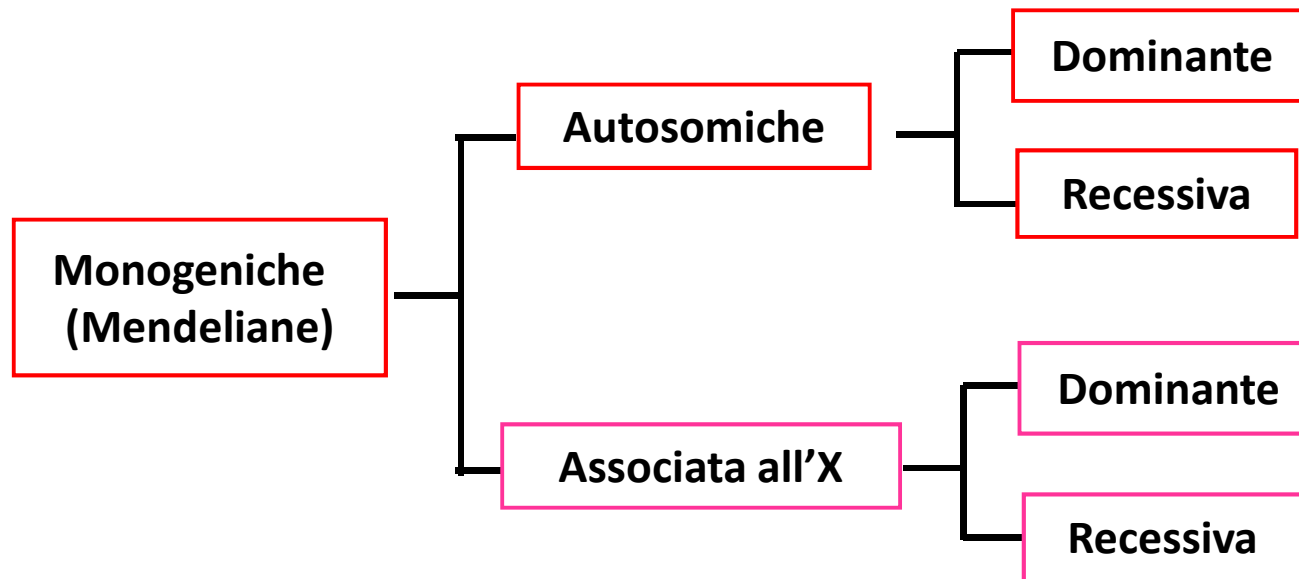 Monogeniche
(Mendeliane)
Autosomiche
Dominante
Recessiva
Associata all’X
Dominante
Recessiva